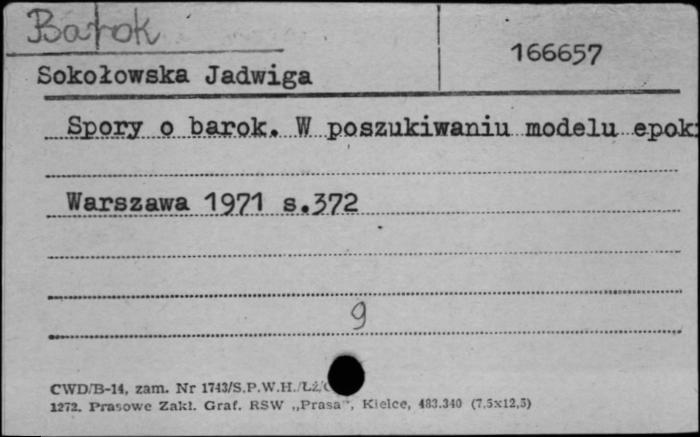 Barok
166657
Sokołowska Jadwiga
Spory o barok. W poszukiwaniu modelu epok
Warszawa 1971 s.372
9
CWD/B-14, zam. Nr 1743/S.P.W.H./Łż/
1272. Prasowe Zakł. Graf. RSW „Prasa”, Kielce, 483.340 (7,5x12,5)